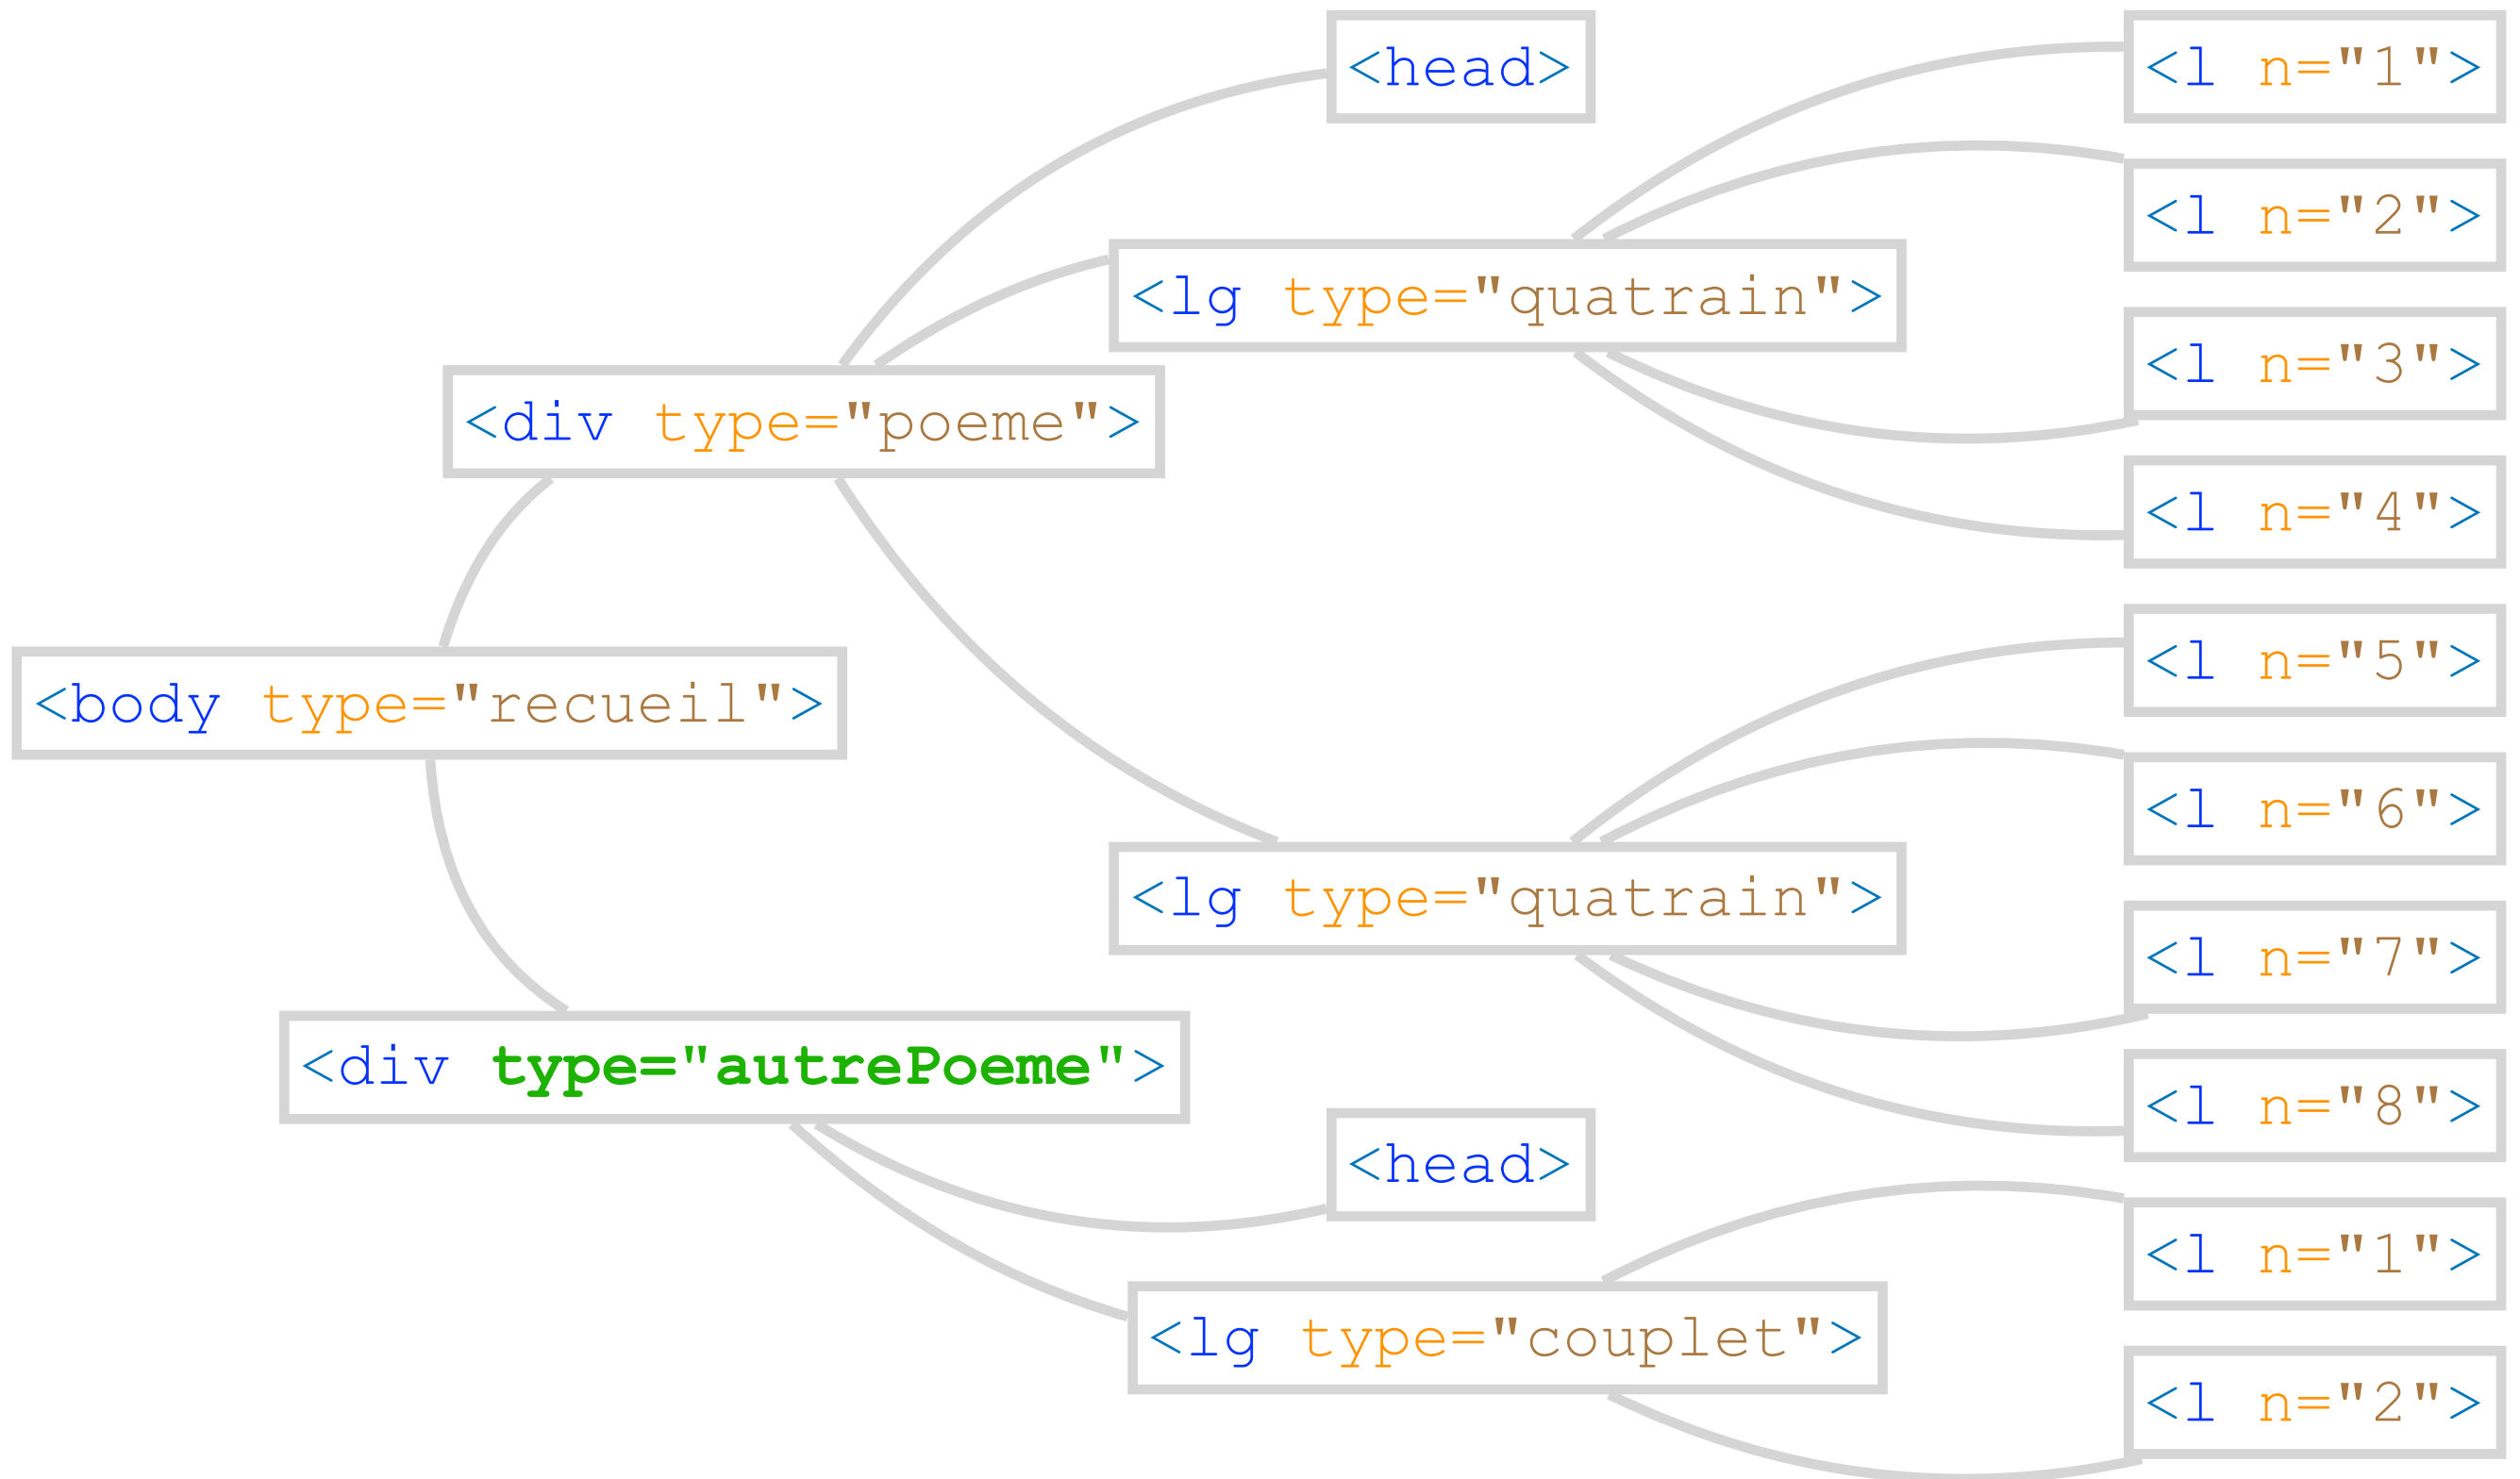 <head>
<l n="1">
<l n="2">
<lg type="quatrain">
<l n="3">
<div type="poeme">
<l n="4">
<l n="5">
<body type="recueil">
<l n="6">
<lg type="quatrain">
<l n="7">
<div type="autrePoeme">
<l n="8">
<head>
<l n="1">
<lg type="couplet">
<l n="2">